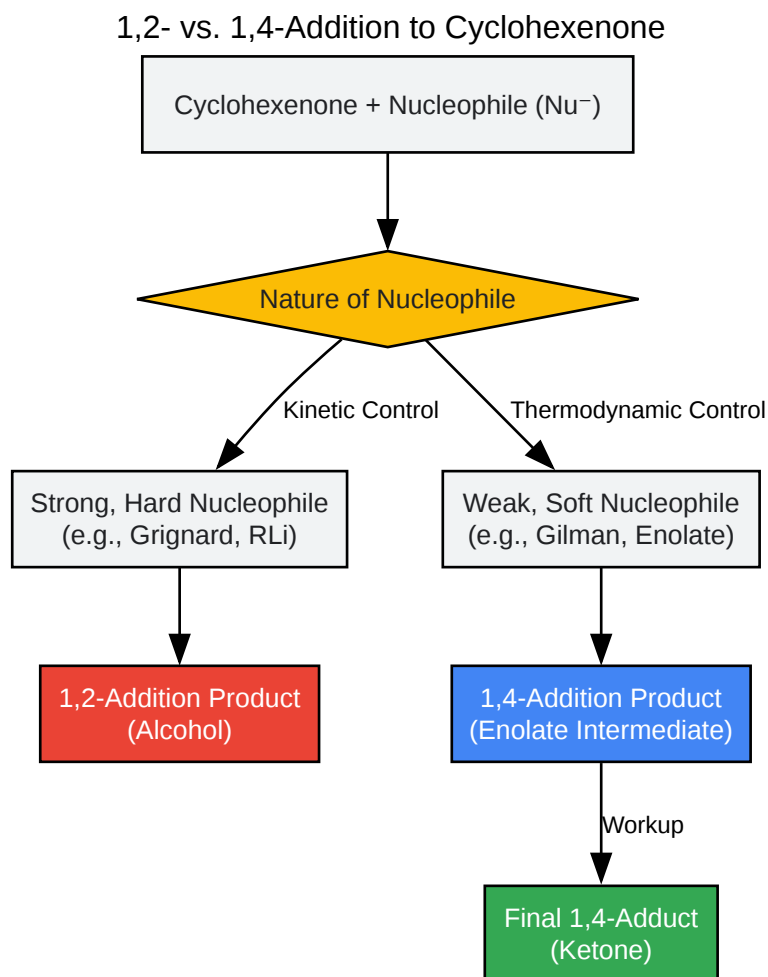 1,2- vs. 1,4-Addition to Cyclohexenone
Cyclohexenone + Nucleophile (Nu⁻)
Nature of Nucleophile
Kinetic Control
Thermodynamic Control
Strong, Hard Nucleophile
(e.g., Grignard, RLi)
Weak, Soft Nucleophile
(e.g., Gilman, Enolate)
1,2-Addition Product
(Alcohol)
1,4-Addition Product
(Enolate Intermediate)
Workup
Final 1,4-Adduct
(Ketone)